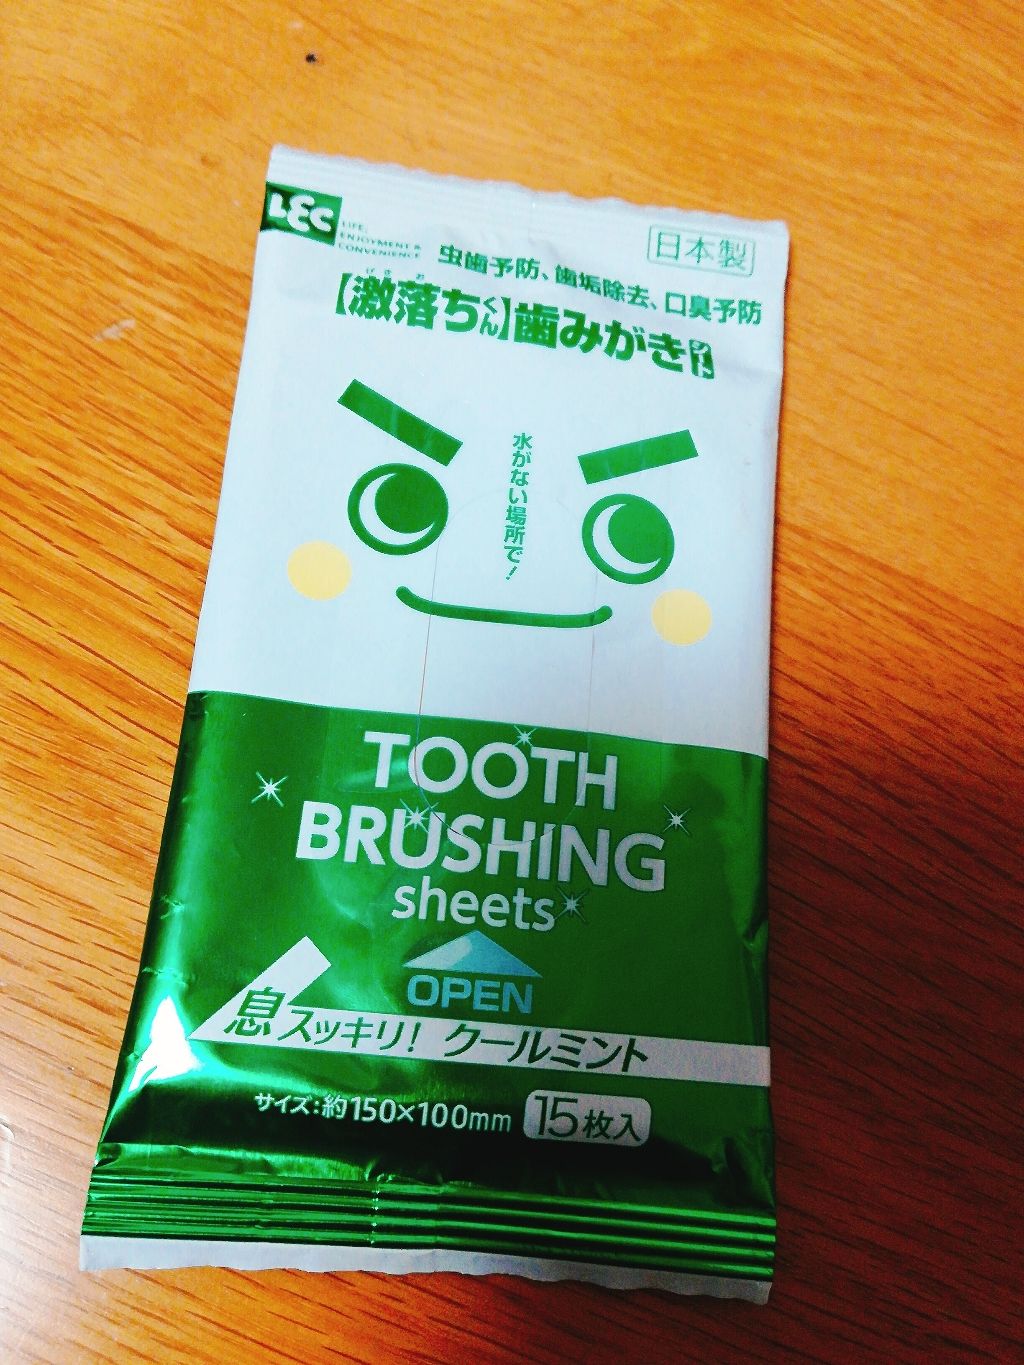 LEC
LIFE,
ENJOYMENT &
CONVENIENCE
日本製
虫歯予防、歯垢除去、口臭予防
げき お
【激落ちくん】歯みがきシート
水がない場所で!
TOOTH
BRUSHING
sheets
OPEN
息スッキリ! クールミント
サイズ:約150×100mm 15枚入